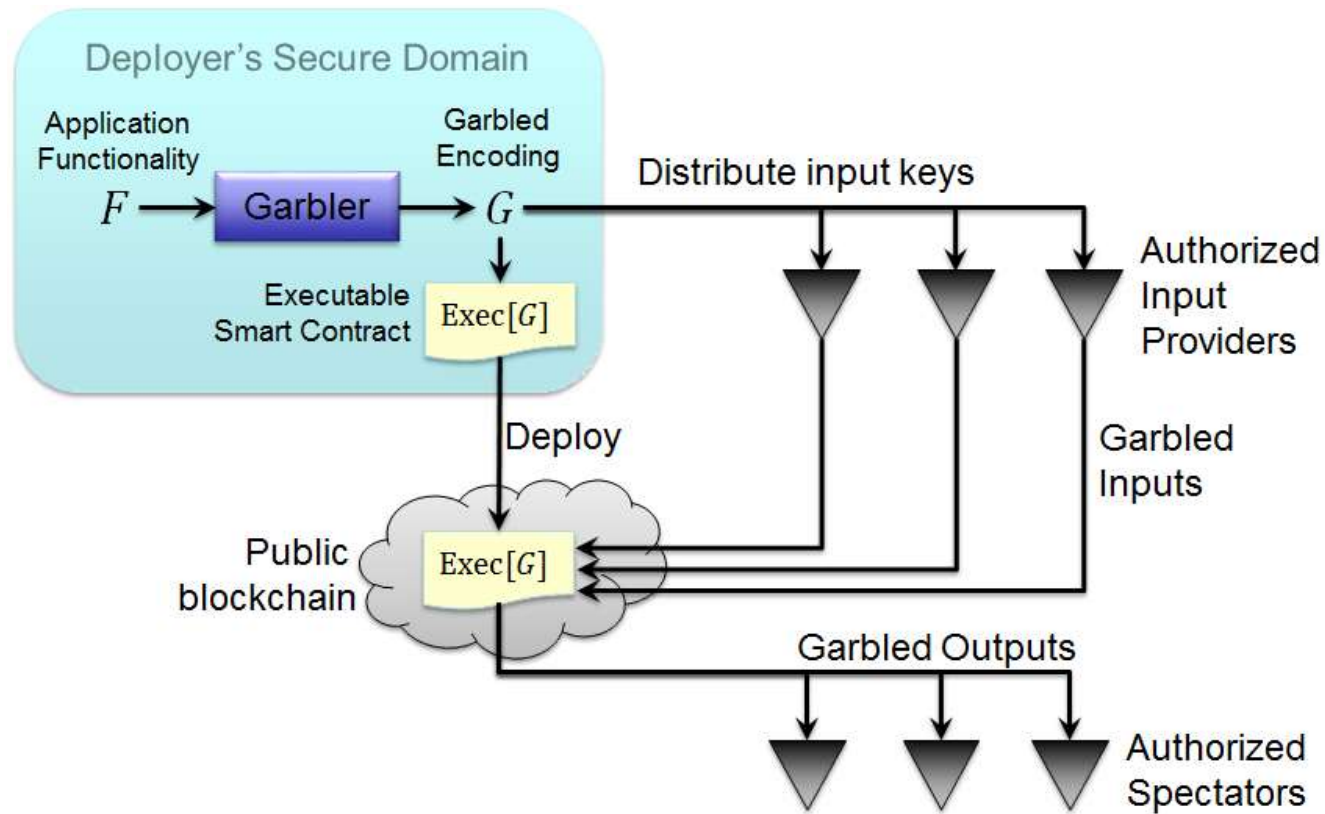 Deployer's Secure Domain
Application
Functionality
Garbled
Encoding
F
Garbler
G
Distribute input keys
Executable
Smart Contract
Exec[G]
Authorized
Input
Providers
Deploy
Garbled
Inputs
Public
blockchain
Exec[G]
Garbled Outputs
Authorized
Spectators